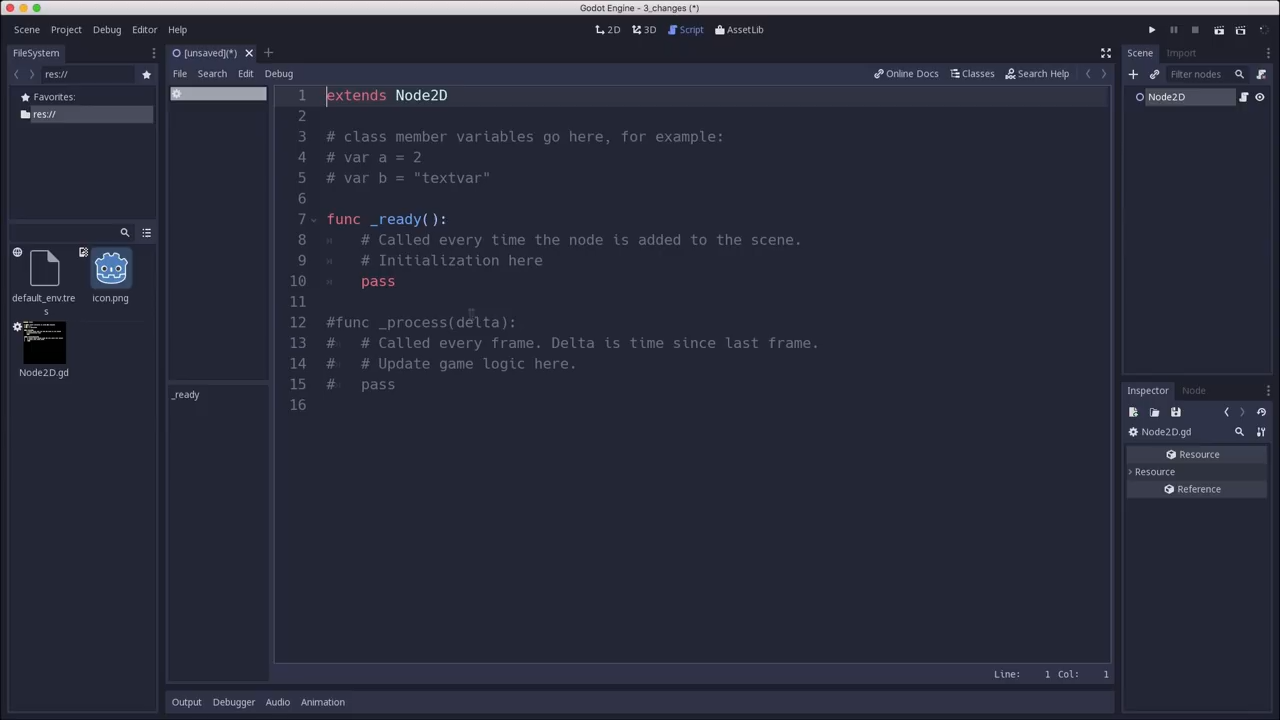 Godot Engine - 3_changes (*)
Scene Project Debug Editor Help
2D 3D Script AssetLib
FileSystem
[unsaved](*)
Scene Import
res://
File Search Edit Debug
Online Docs Classes Search Help
Filter nodes
Favorites:
res://
Node2D
1 extends Node2D
2
3 # class member variables go here, for example:
4 # var a = 2
5 # var b = "textvar"
6
7 func _ready():
8 # Called every time the node is added to the scene.
9 # Initialization here
10 pass
11
12 #func _process(delta):
13 # # Called every frame. Delta is time since last frame.
14 # # Update game logic here.
15 # pass
16
default_env.tre
s
icon.png
Node2D.gd
_ready
Inspector Node
Node2D.gd
Resource
Resource
Reference
Line: 1 Col: 1
Output Debugger Audio Animation